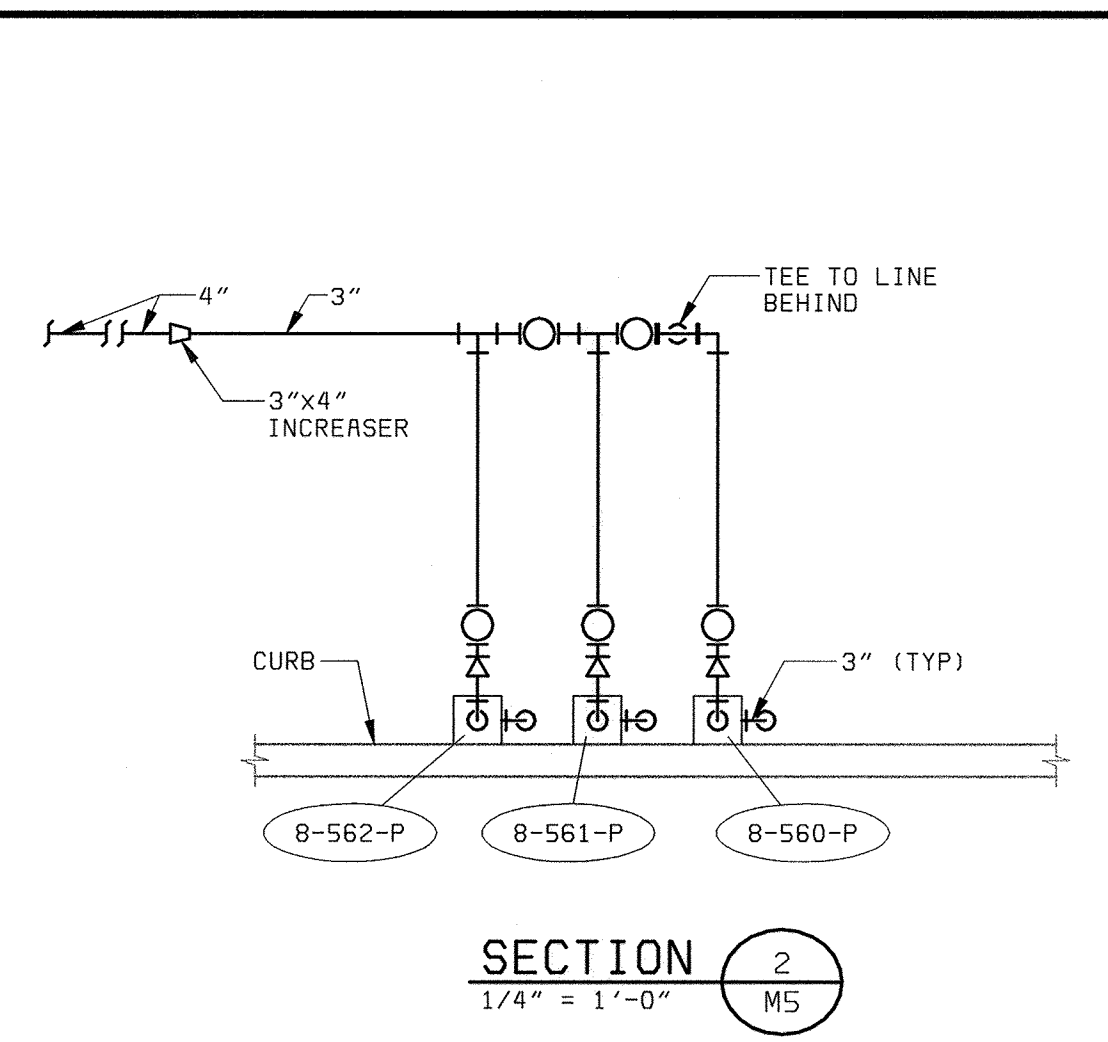 TEE TO LINE
BEHIND
4"
3"
3"x4"
INCREASER
CURB
3" (TYP)
8-562-P
8-561-P
8-560-P
SECTION
1/4" = 1'-0"
2
M5